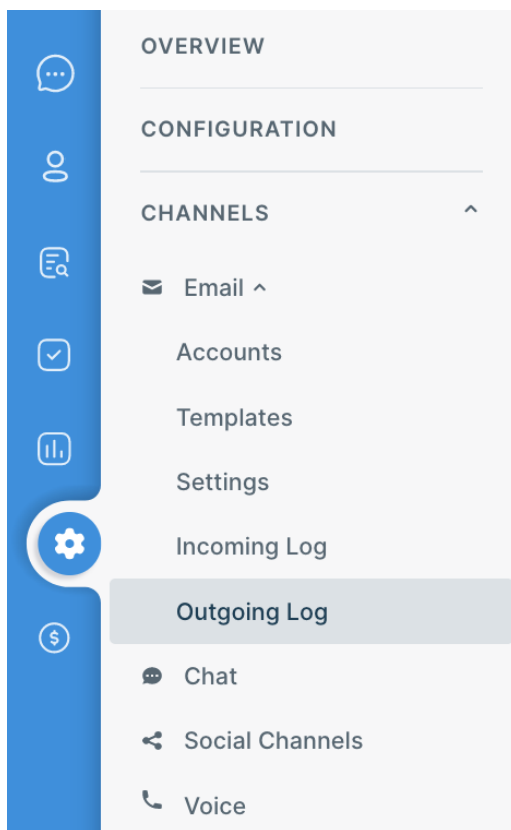 OVERVIEW
CONFIGURATION
CHANNELS
Email
Accounts
Templates
Settings
Incoming Log
Outgoing Log
$
Chat
Social Channels
Voice